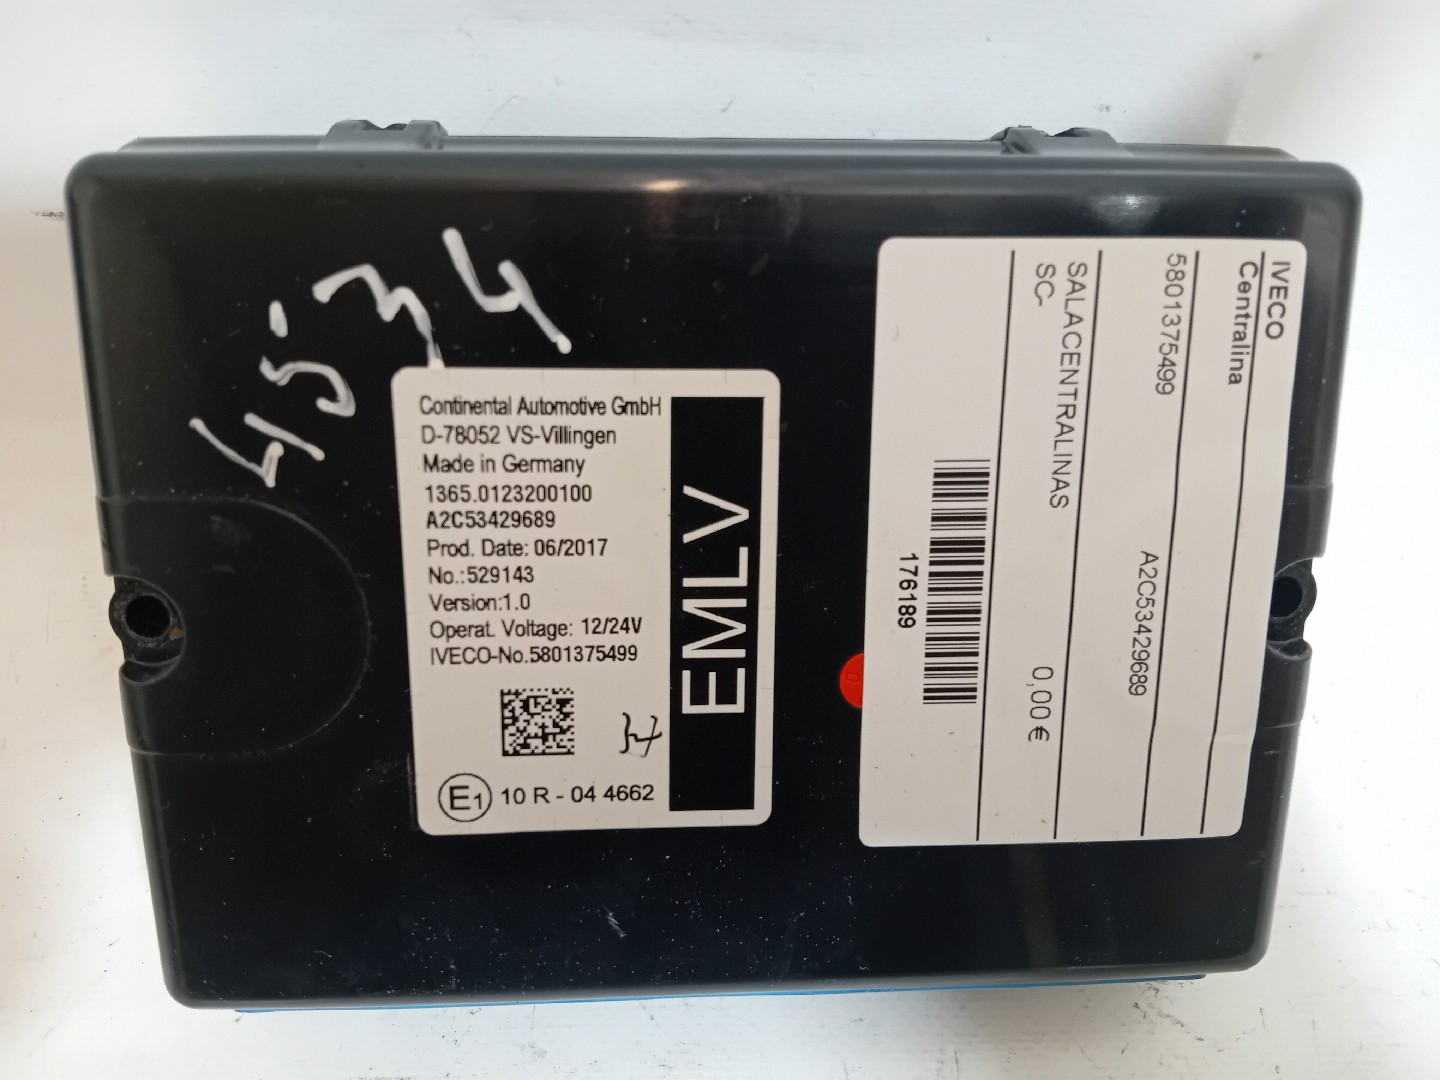 4534
Continental Automotive GmbH
D-78052 VS-Villingen
Made in Germany
1365.0123200100
A2C53429689
Prod. Date: 06/2017
No.:529143
Version:1.0
Operat. Voltage: 12/24V
IVECO-No.5801375499
E1 10 R - 04 4662
EMLV
IVECO
Centralina
5801375499
A2C53429689
SALACENTRALINAS
SC-
0,00€
176189